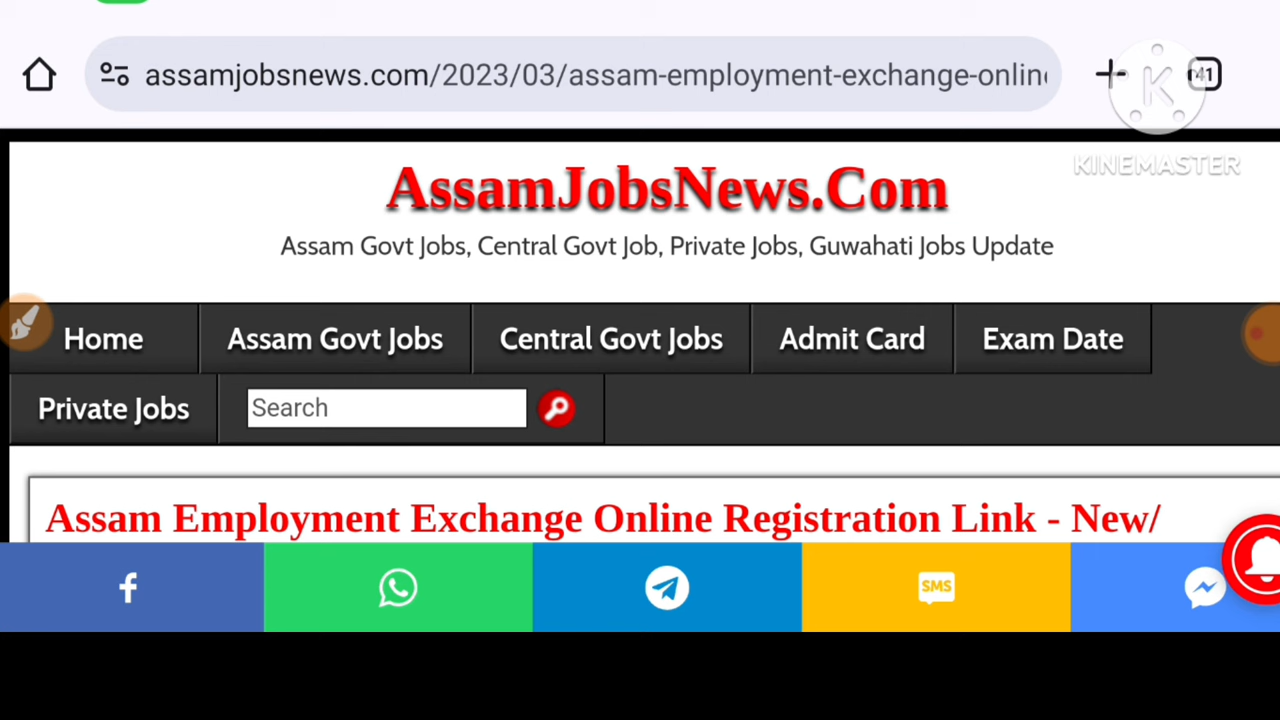 assamjobsnews.com/2023/03/assam-employment-exchange-online
41
K
KINEMASTER
AssamJobsNews.Com
Assam Govt Jobs, Central Govt Job, Private Jobs, Guwahati Jobs Update
Home Assam Govt Jobs Central Govt Jobs Admit Card Exam Date
Private Jobs Search
Assam Employment Exchange Online Registration Link - New/
SMS